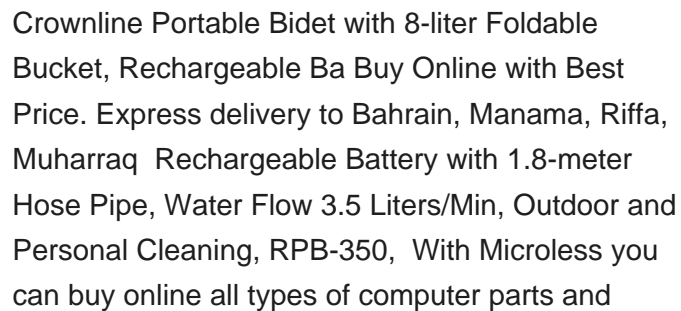 Crownline Portable Bidet with 8-liter Foldable
Bucket, Rechargeable Ba Buy Online with Best
Price. Express delivery to Bahrain, Manama, Riffa,
Muharraq  Rechargeable Battery with 1.8-meter
Hose Pipe, Water Flow 3.5 Liters/Min, Outdoor and
Personal Cleaning, RPB-350,  With Microless you
can buy online all types of computer parts and